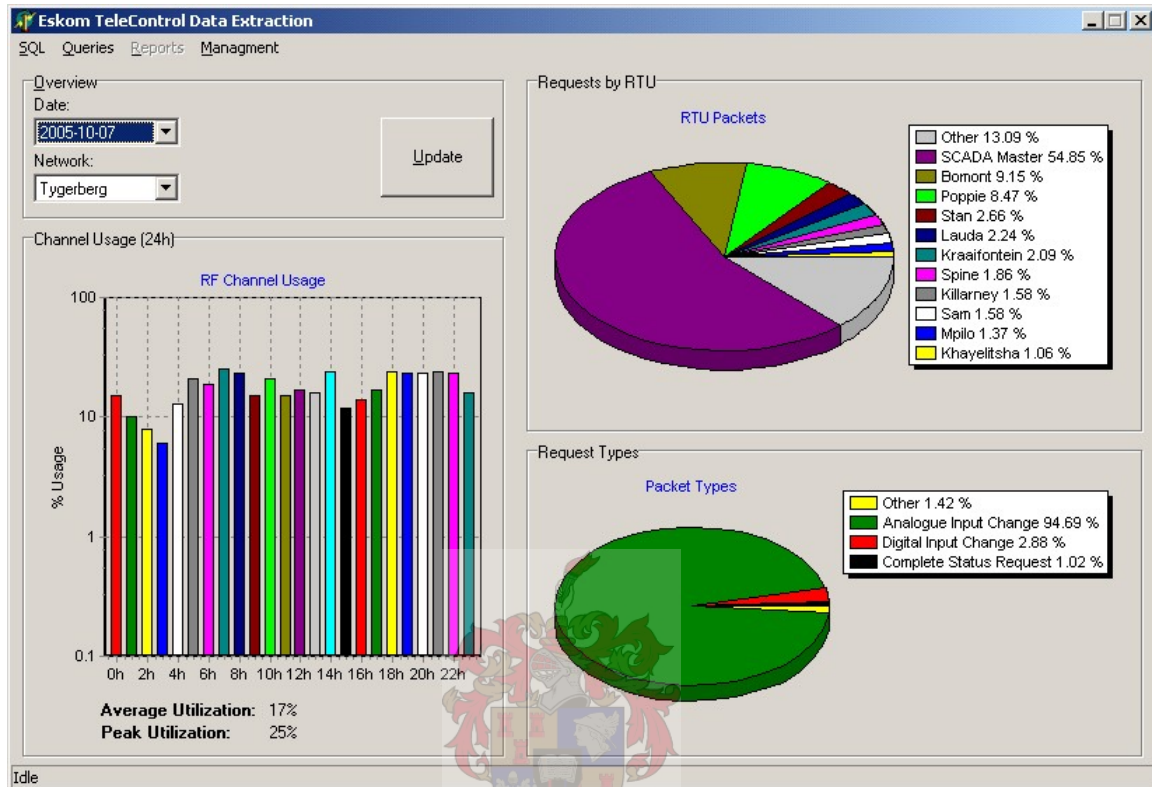 Eskom TeleControl Data Extraction
SQL Queries Reports Managment
Overview
Date:
2005-10-07
Network:
Tygerberg
Update
Channel Usage (24h)
RF Channel Usage
100
10
1
0.1
% Usage
0h 2h 4h 6h 8h 10h 12h 14h 16h 18h 20h 22h
Average Utilization: 17%
Peak Utilization: 25%
Requests by RTU
RTU Packets
Other 13.09 %
SCADA Master 54.85 %
Bomont 9.15 %
Poppie 8.47 %
Stan 2.66 %
Lauda 2.24 %
Kraaifontein 2.09 %
Spine 1.86 %
Killarney 1.58 %
Sam 1.58 %
Mpilo 1.37 %
Khayelitsha 1.06 %
Request Types
Packet Types
Other 1.42 %
Analogue Input Change 94.69 %
Digital Input Change 2.88 %
Complete Status Request 1.02 %
Idle